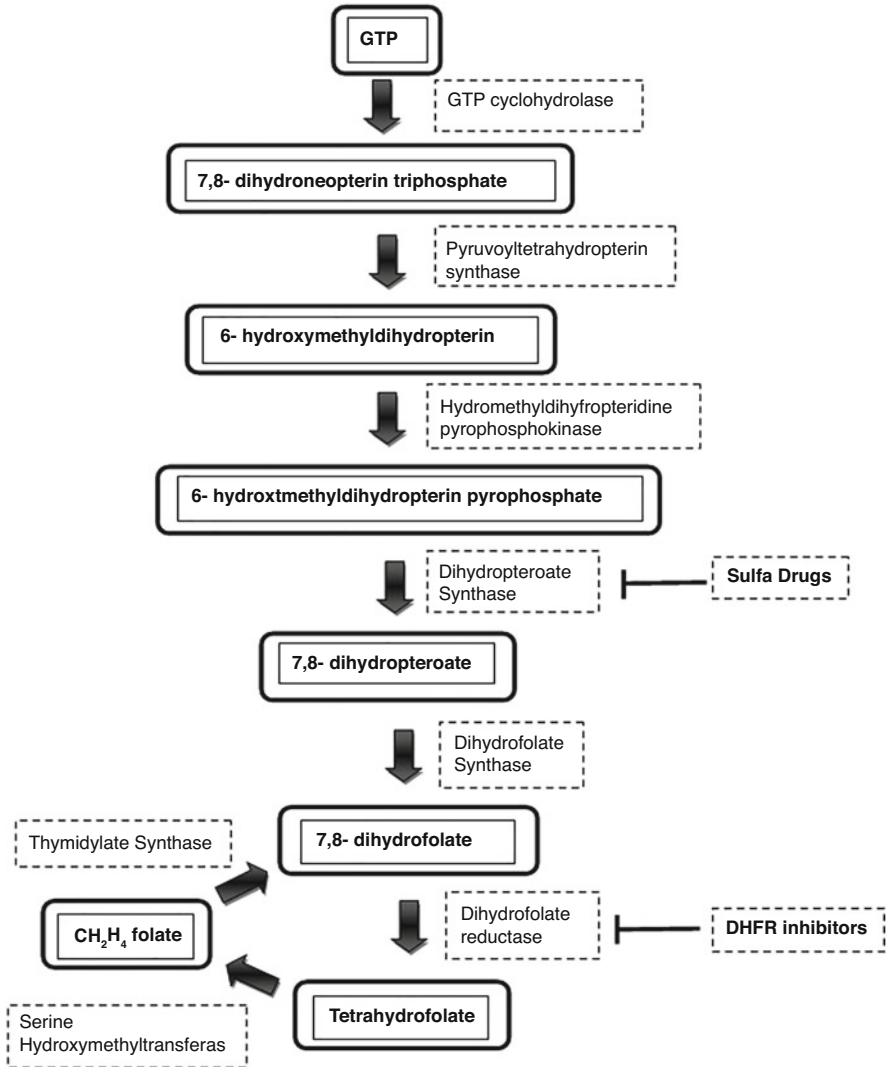 GTP
GTP cyclohydrolase
7,8- dihydroneopterin triphosphate
Pyruvoyltetrahydropterin
synthase
6- hydroxymethyldihydropterin
Hydromethyldihyfropteridine
pyrophosphokinase
6- hydroxtmethyldihydropterin pyrophosphate
Dihydropteroate
Synthase
Sulfa Drugs
7,8- dihydropteroate
Dihydrofolate
Synthase
Thymidylate Synthase
7,8- dihydrofolate
CH₂H₄ folate
Dihydrofolate
reductase
DHFR inhibitors
Tetrahydrofolate
Serine
Hydroxymethyltransferas